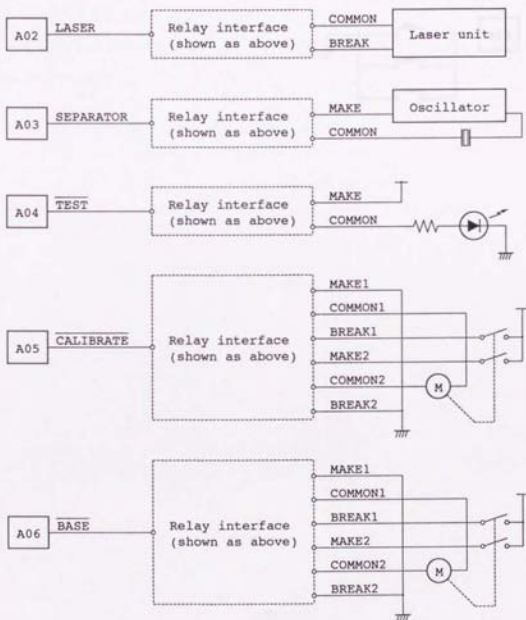 A02 LASER Relay interface (shown as above) COMMON BREAK Laser unit
A03 SEPARATOR Relay interface (shown as above) MAKE COMMON Oscillator
A04 TEST Relay interface (shown as above) MAKE COMMON
A05 CALIBRATE Relay interface (shown as above) MAKE1
COMMON1
BREAK1
MAKE2
COMMON2
BREAK2
M
A06 BASE Relay interface (shown as above) MAKE1
COMMON1
BREAK1
MAKE2
COMMON2
BREAK2
M